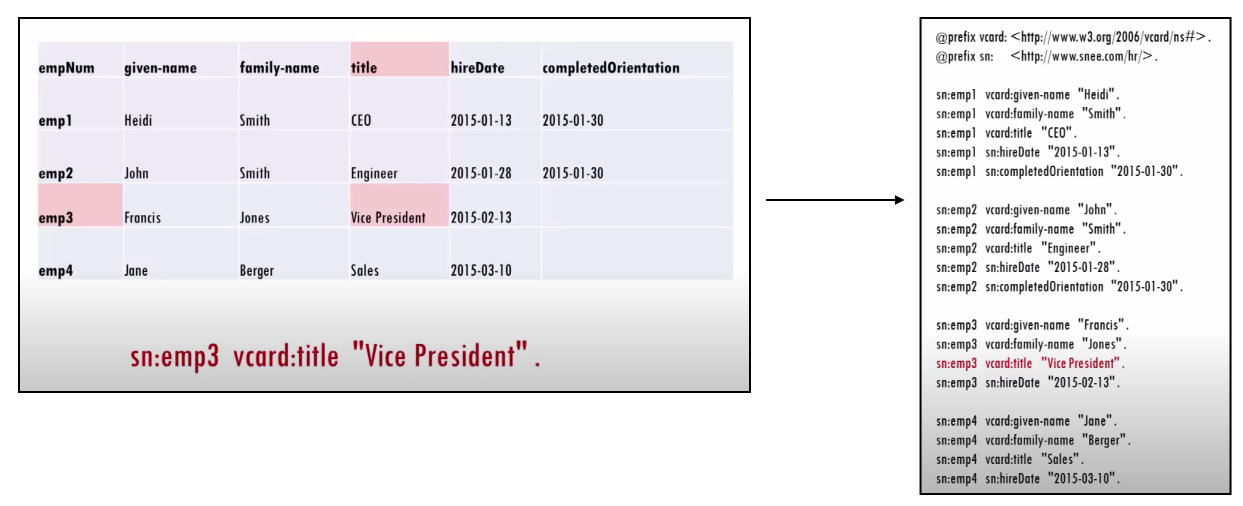 empNum given-name family-name title hireDate completedOrientation
emp1 Heidi Smith CEO 2015-01-13 2015-01-30
emp2 John Smith Engineer 2015-01-28 2015-01-30
emp3 Francis Jones Vice President 2015-02-13
emp4 Jane Berger Sales 2015-03-10
sn:emp3 vcard:title "Vice President" .
@prefix vcard: <http://www.w3.org/2006/vcard/ns#> .
@prefix sn: <http://www.snee.com/hr/> .
sn:emp1 vcard:given-name "Heidi" .
sn:emp1 vcard:family-name "Smith" .
sn:emp1 vcard:title "CEO" .
sn:emp1 sn:hireDate "2015-01-13" .
sn:emp1 sn:completedOrientation "2015-01-30" .
sn:emp2 vcard:given-name "John" .
sn:emp2 vcard:family-name "Smith" .
sn:emp2 vcard:title "Engineer" .
sn:emp2 sn:hireDate "2015-01-28" .
sn:emp2 sn:completedOrientation "2015-01-30" .
sn:emp3 vcard:given-name "Francis" .
sn:emp3 vcard:family-name "Jones" .
sn:emp3 vcard:title "Vice President" .
sn:emp3 sn:hireDate "2015-02-13" .
sn:emp4 vcard:given-name "Jane" .
sn:emp4 vcard:family-name "Berger" .
sn:emp4 vcard:title "Sales" .
sn:emp4 sn:hireDate "2015-03-10" .